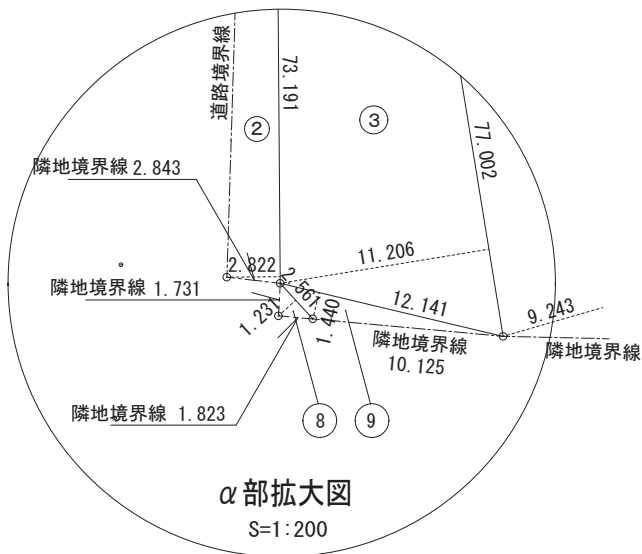 道路境界線
73.191
②
③
77.002
隣地境界線 2.843
2.822
11.206
2.561
隣地境界線 1.731
12.141
1.231
1.440
9.243
隣地境界線
10.125
隣地境界線
隣地境界線 1.823
⑧
⑨
α部拡大図
S=1:200